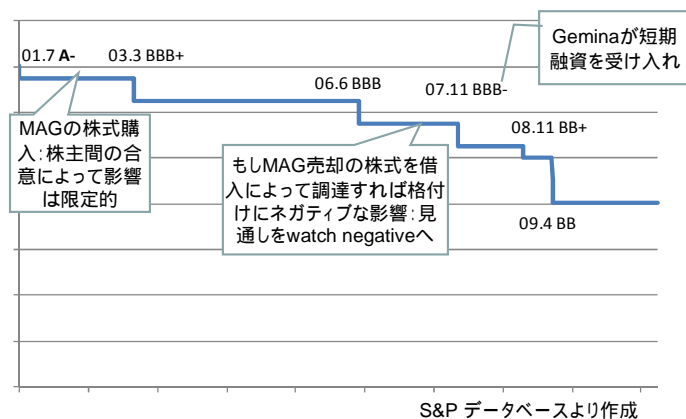 Geminaが短期
融資を受け入れ
01.7 A-
03.3 BBB+
06.6 BBB
07.11 BBB-
08.11 BB+
MAGの株式購
入:株主間の合
意によって影響
は限定的
もしMAG売却の株式を借
入によって調達すれば格付
けにネガティブな影響:見
通しをwatch negativeへ
09.4 BB
S&P データベースより作成